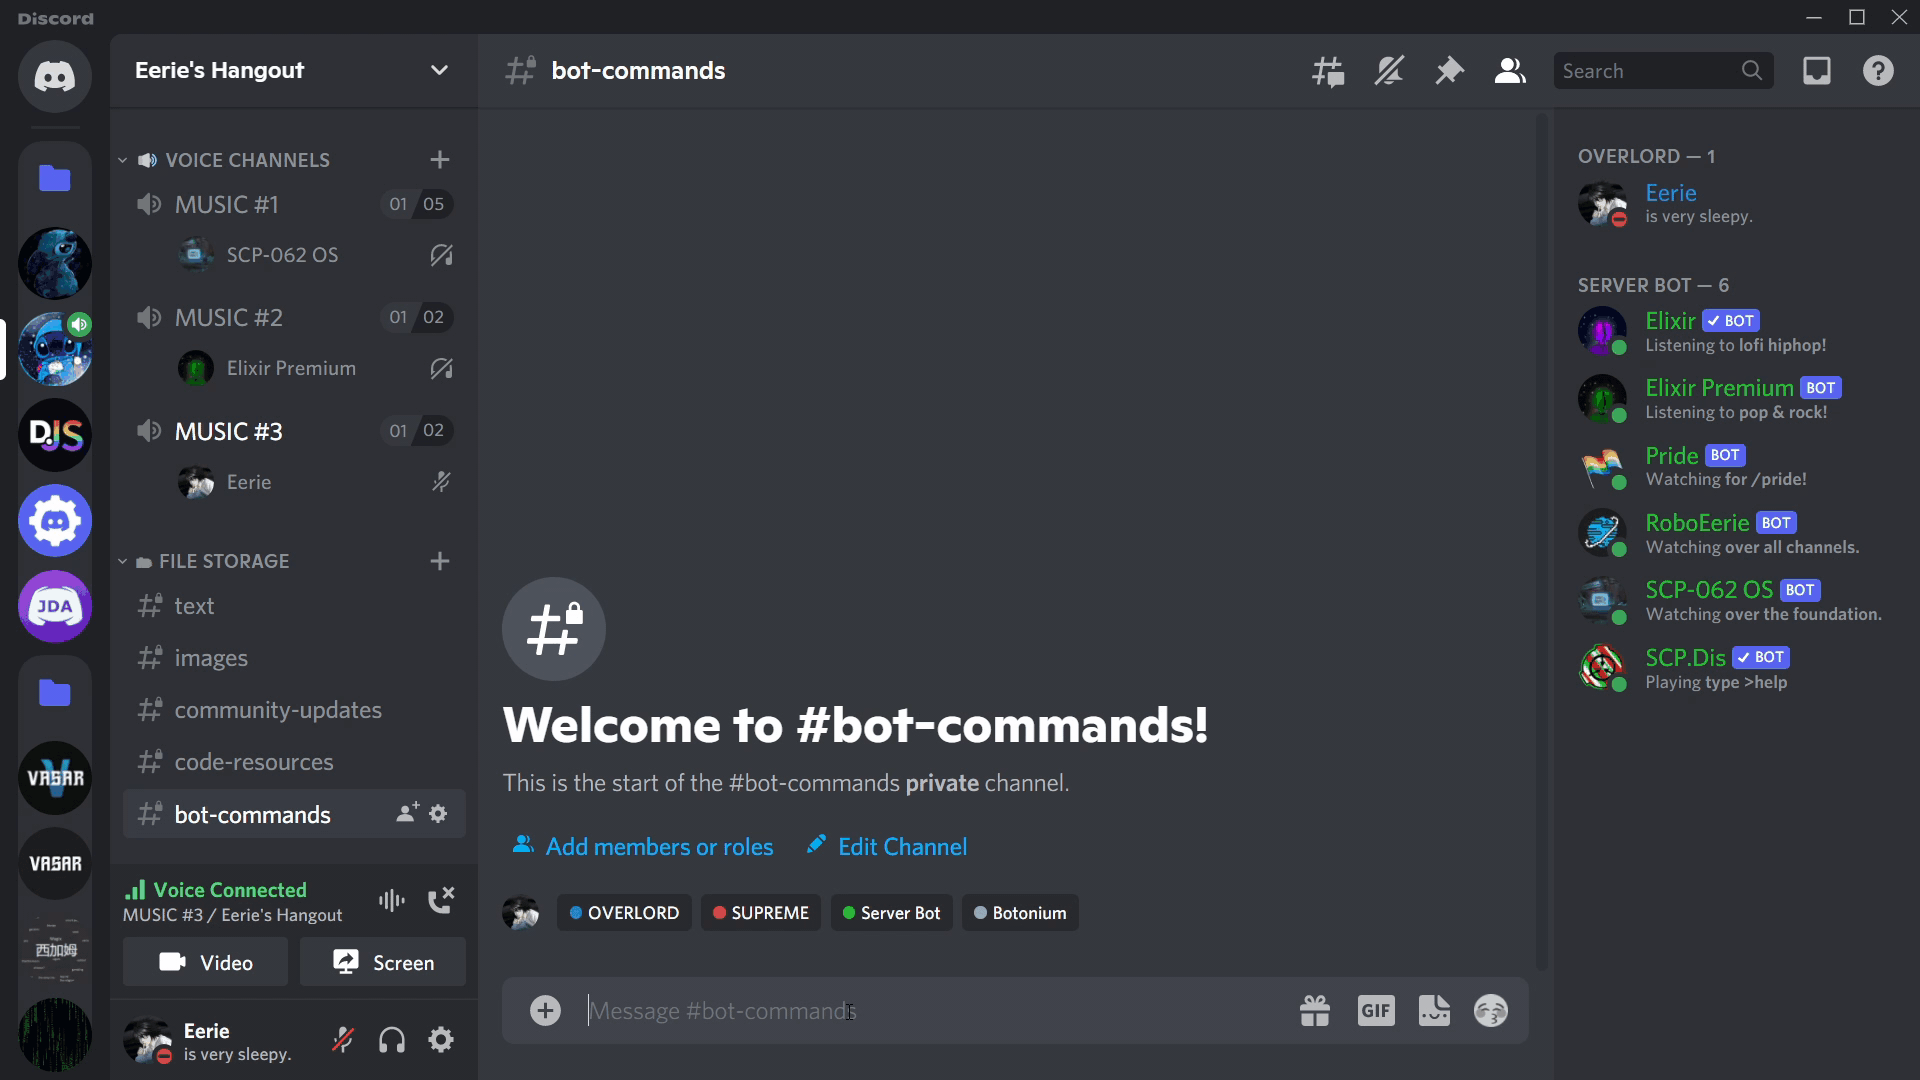 Discord
Eerie's Hangout
VOICE CHANNELS
MUSIC #1
01 05
SCP-062 OS
MUSIC #2
01 02
Elixir Premium
MUSIC #3
01 02
Eerie
FILE STORAGE
text
images
community-updates
code-resources
bot-commands
Voice Connected
MUSIC #3 / Eerie's Hangout
Video
Screen
Eerie
is very sleepy.
DJS
JDA
VASAR
VASAR
西加姆
bot-commands
Search
Welcome to #bot-commands!
This is the start of the #bot-commands private channel.
Add members or roles
Edit Channel
OVERLORD
SUPREME
Server Bot
Botonium
Message #bot-commands
GIF
OVERLORD — 1
Eerie
is very sleepy.
SERVER BOT — 6
Elixir BOT
Listening to lofi hiphop!
Elixir Premium BOT
Listening to pop & rock!
Pride BOT
Watching for /pride!
RoboEerie BOT
Watching over all channels.
SCP-062 OS BOT
Watching over the foundation.
SCP.Dis BOT
Playing type >help